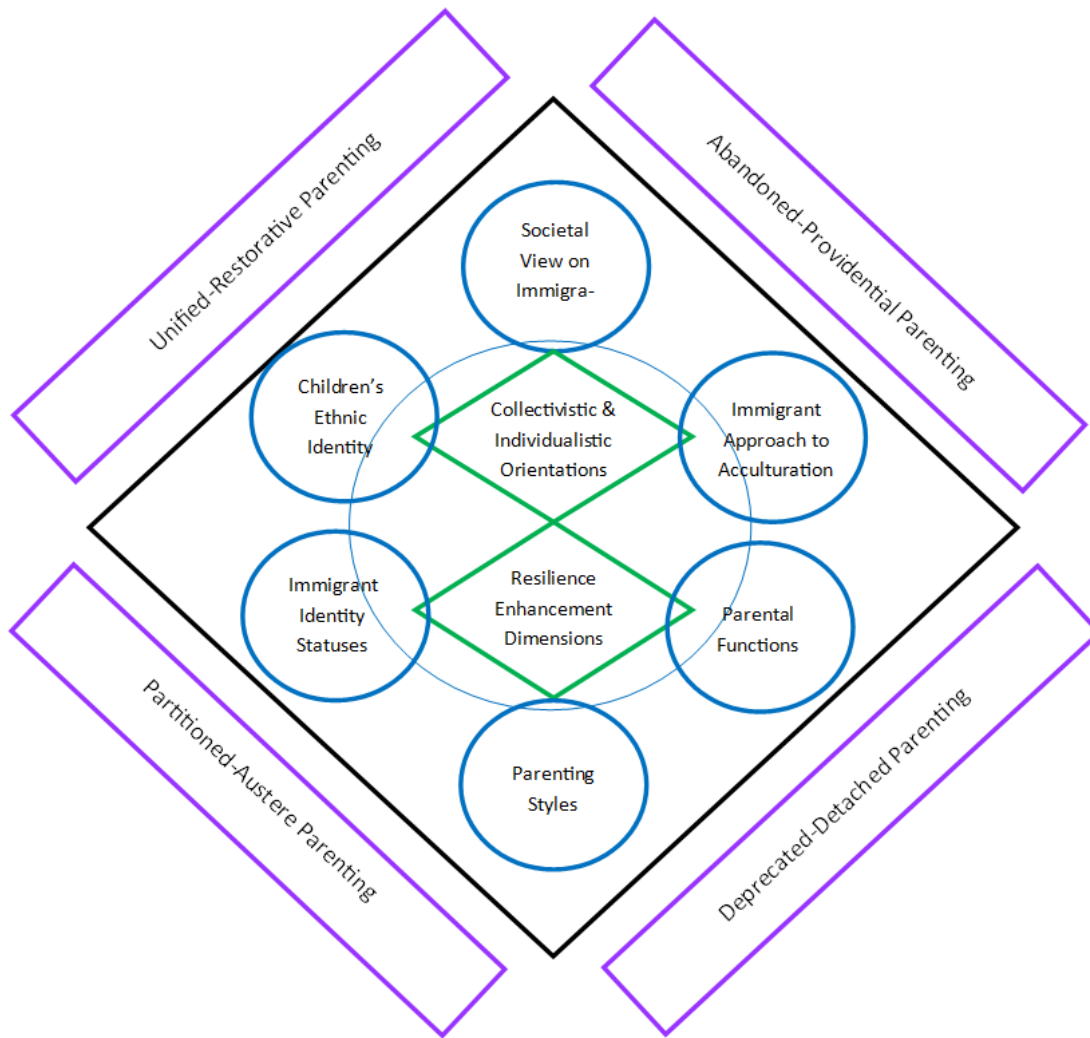 Unified-Restorative Parenting
Abandoned-Providential Parenting
Societal
View on
Immigra-
Children’s
Ethnic
Identity
Collectivistic &
Individualistic
Orientations
Immigrant
Approach to
Acculturation
Immigrant
Identity
Statuses
Resilience
Enhancement
Dimensions
Parental
Functions
Parenting
Styles
Partitioned-Austere Parenting
Deprecated-Detached Parenting